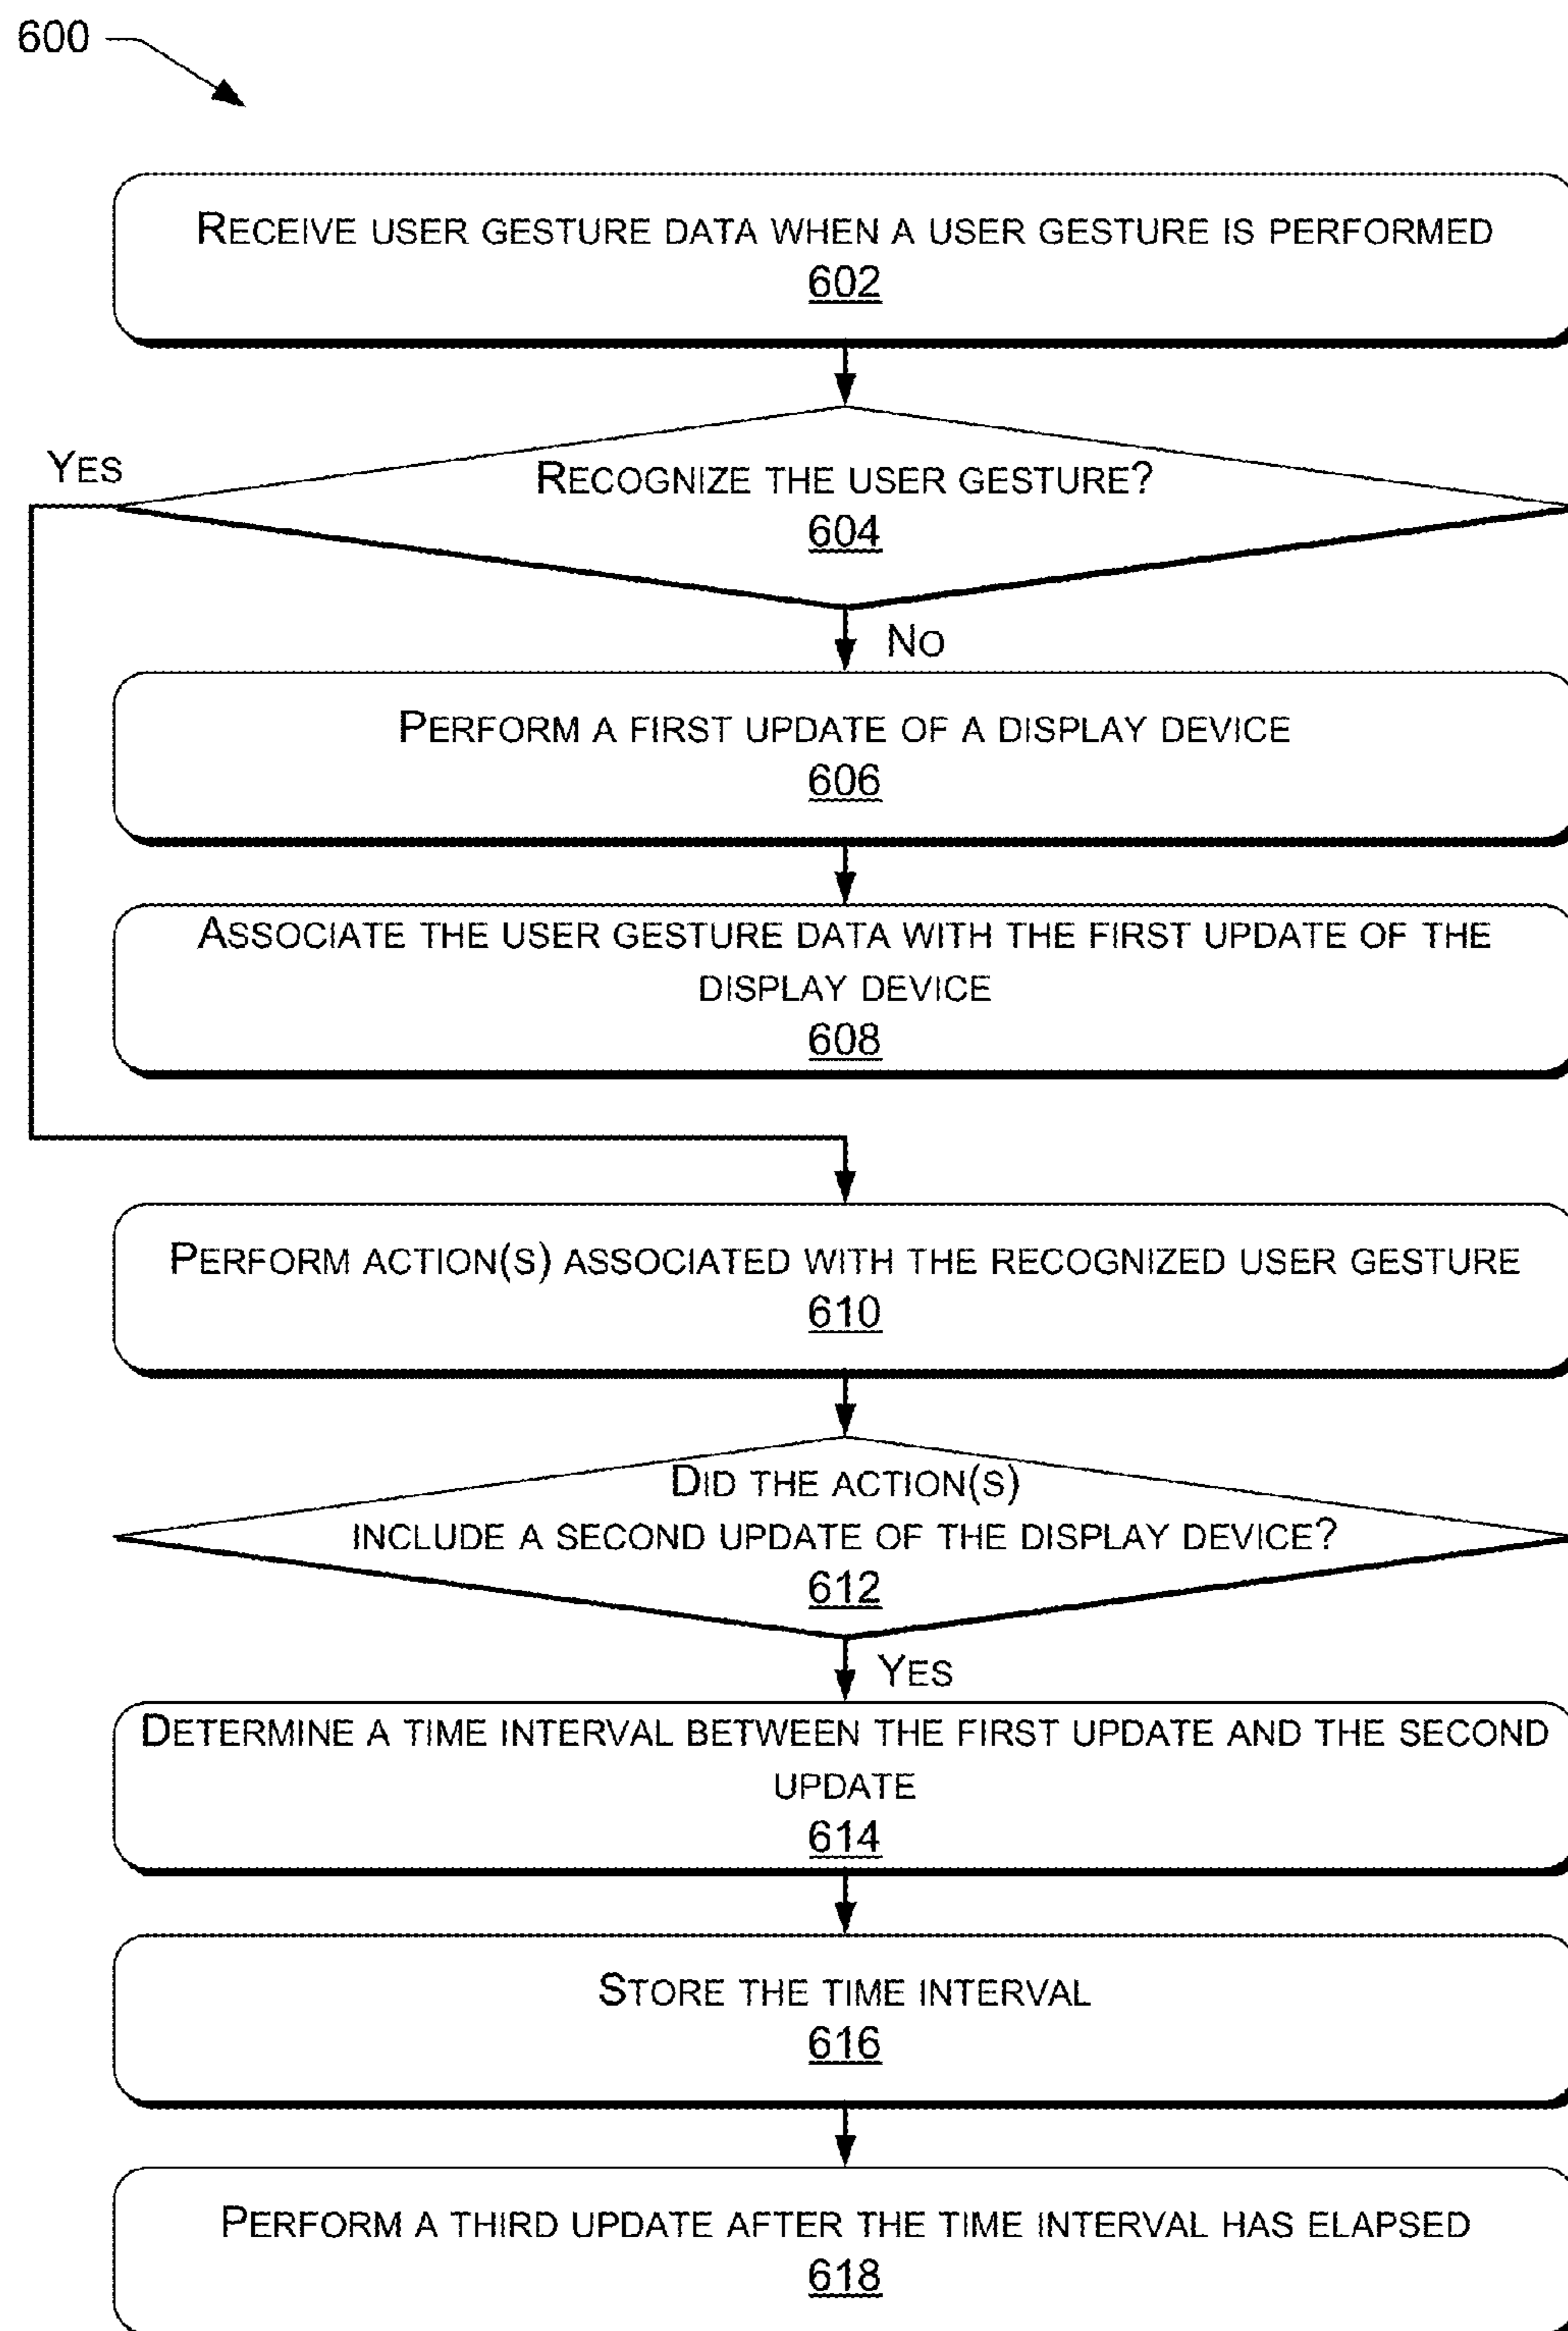 600
RECEIVE USER GESTURE DATA WHEN A USER GESTURE IS PERFORMED
602
YES
RECOGNIZE THE USER GESTURE?
604
NO
PERFORM A FIRST UPDATE OF A DISPLAY DEVICE
606
ASSOCIATE THE USER GESTURE DATA WITH THE FIRST UPDATE OF THE
DISPLAY DEVICE
608
PERFORM ACTION(S) ASSOCIATED WITH THE RECOGNIZED USER GESTURE
610
DID THE ACTION(S)
INCLUDE A SECOND UPDATE OF THE DISPLAY DEVICE?
612
YES
DETERMINE A TIME INTERVAL BETWEEN THE FIRST UPDATE AND THE SECOND
UPDATE
614
STORE THE TIME INTERVAL
616
PERFORM A THIRD UPDATE AFTER THE TIME INTERVAL HAS ELAPSED
618